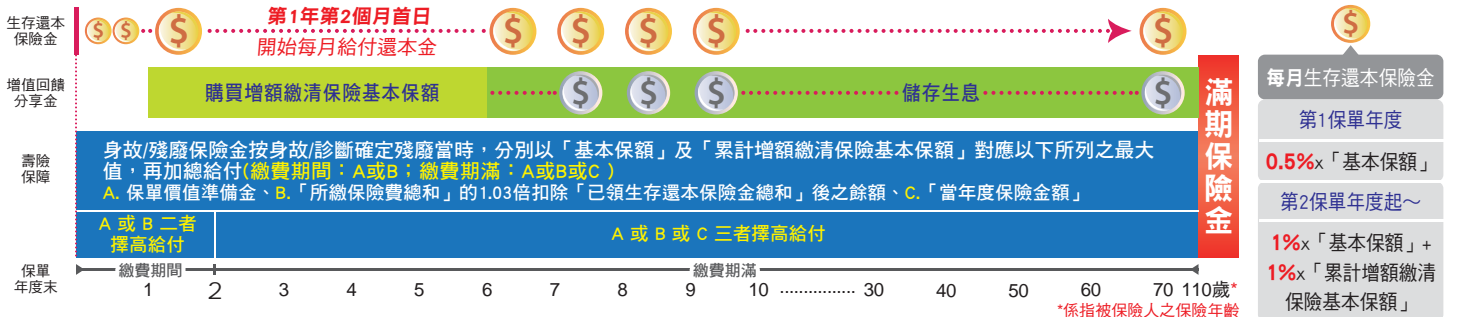 生存還本
保險金
第1年第2個月首日
開始每月給付還本金
增值回饋
分享金
購買增額繳清保險基本保額
儲存生息
壽險
保障
身故/殘廢保險金按身故/診斷確定殘廢當時，分別以「基本保額」及「累計增額繳清保險基本保額」對應以下所列之最大
值，再加總給付(繳費期間：A或B；繳費期滿：A或B或C )
A. 保單價值準備金、B.「所繳保險費總和」的1.03倍扣除「已領生存還本保險金總和」後之餘額、C.「當年度保險金額」
A 或 B 二者
擇高給付
A 或 B 或 C 三者擇高給付
滿期保險金
保單
年度末
繳費期間
繳費期滿
1 2 3 4 5 6 7 8 9 10 ............... 30 40 50 60 70 110歲*
*係指被保險人之保險年齡
每月生存還本保險金
第1保單年度
0.5%x「基本保額」
第2保單年度起～
1%x「基本保額」+
1%x「累計增額繳清
保險基本保額」